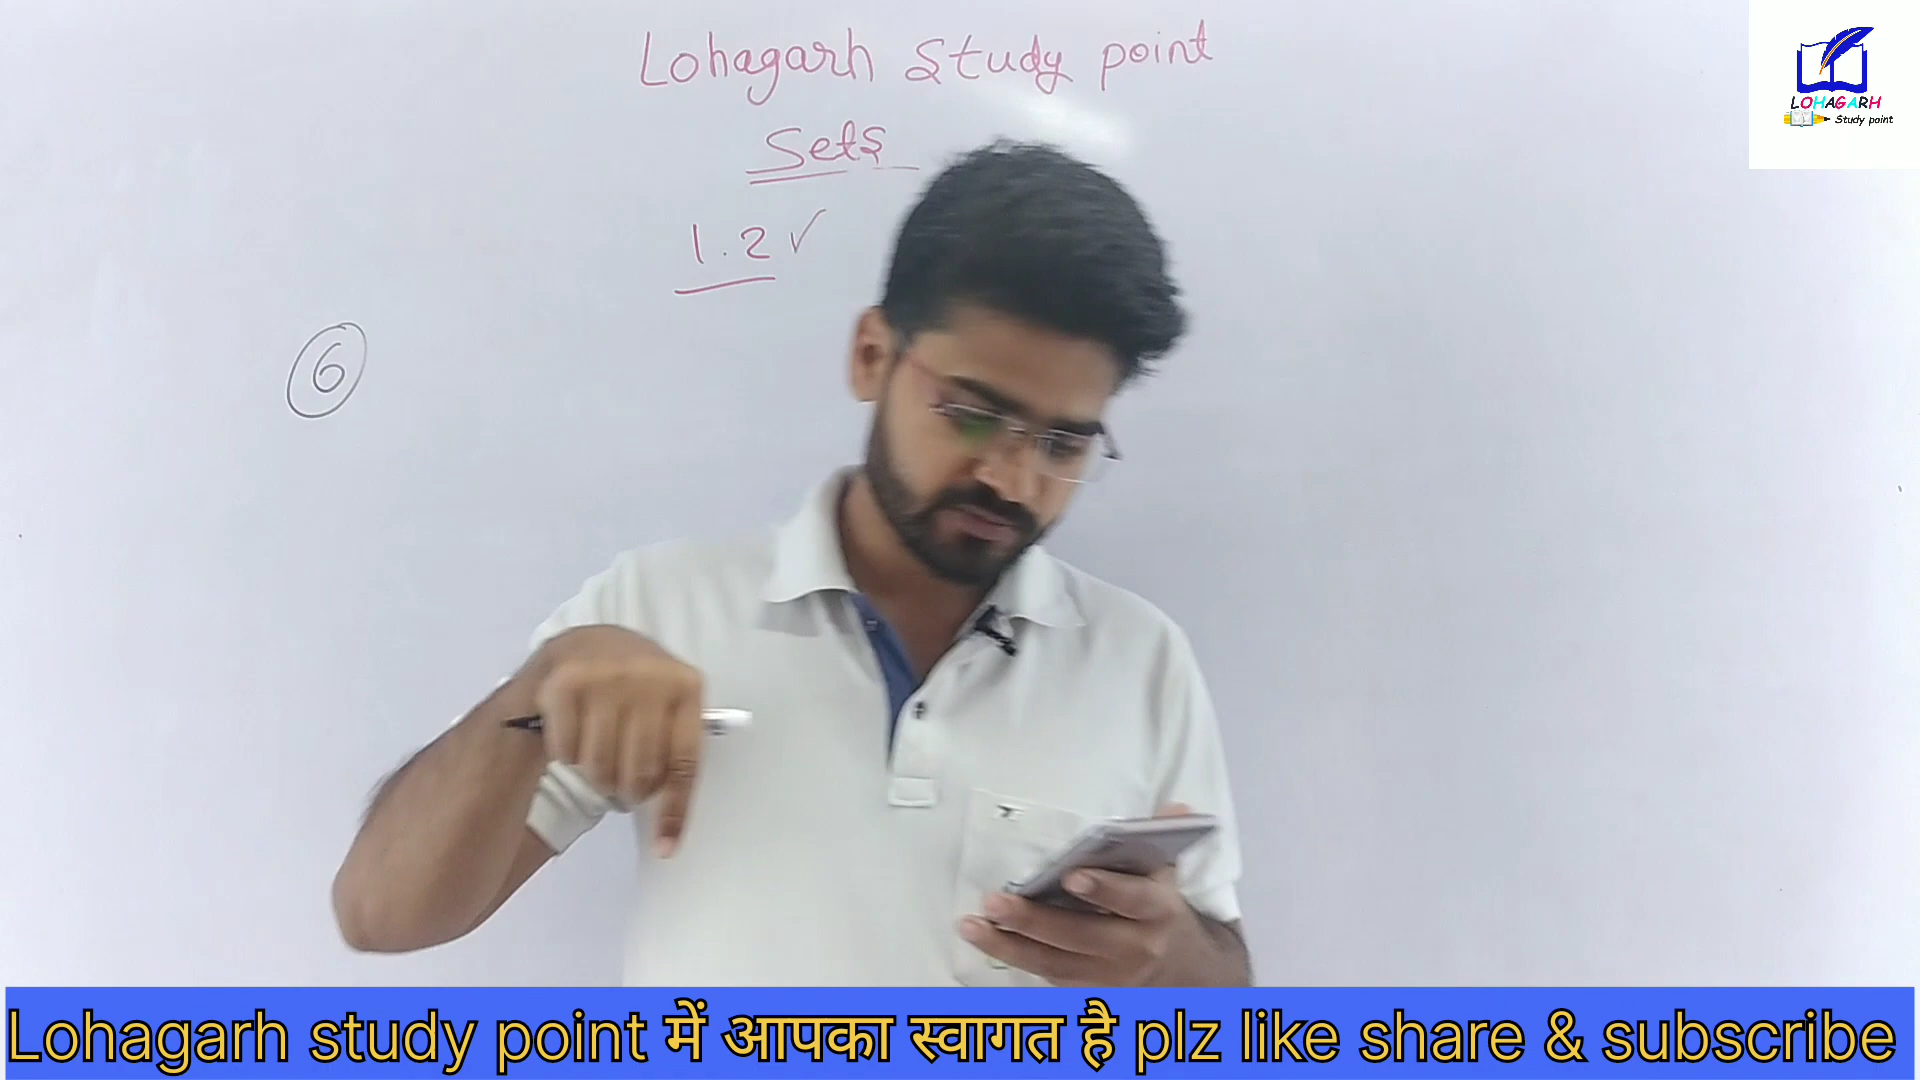 Lohagarh Study point
LOHAGARH
Study point
Sets
1.2 ✓
6
Lohagarh study point में आपका स्वागत है plz like share & subscribe